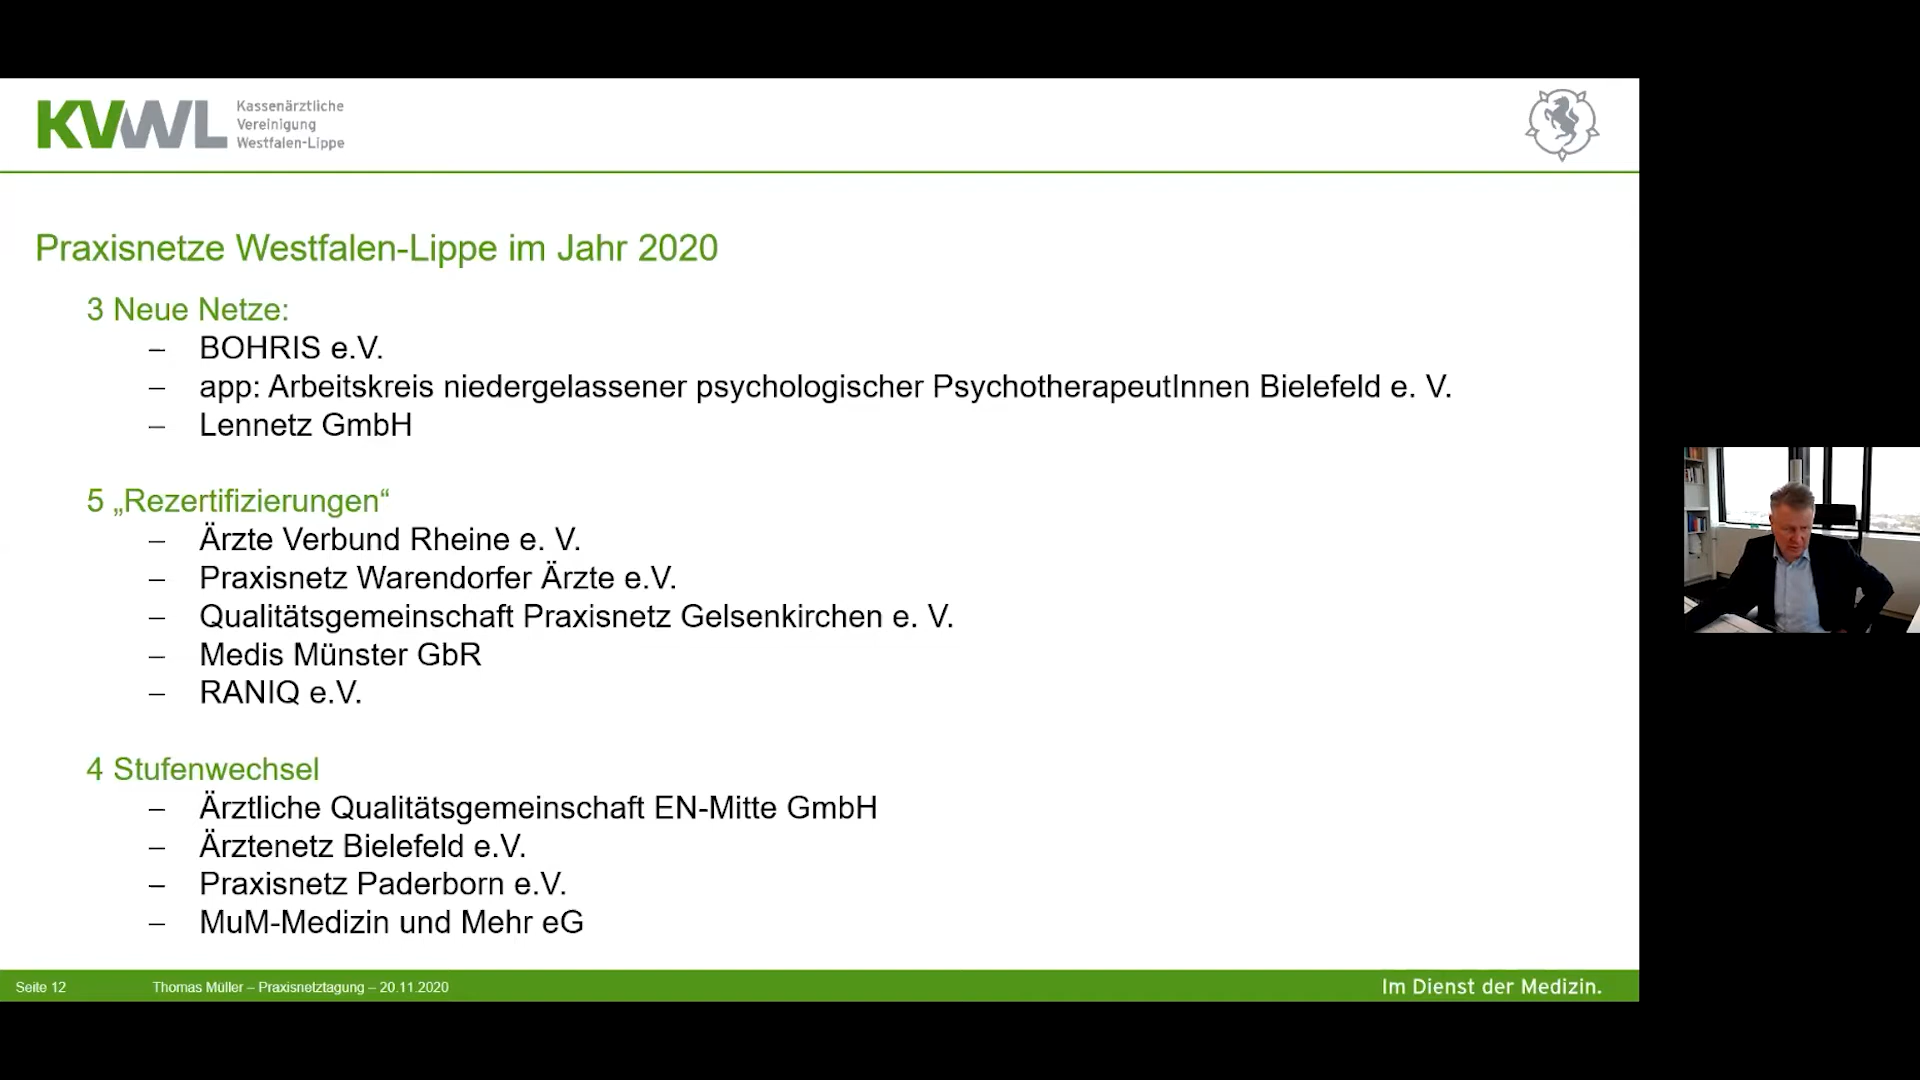 KVWL
Kassenärztliche
Vereinigung
Westfalen-Lippe
Praxisnetze Westfalen-Lippe im Jahr 2020
3 Neue Netze:
– BOHRIS e.V.
– app: Arbeitskreis niedergelassener psychologischer PsychotherapeutInnen Bielefeld e. V.
– Lennetz GmbH
5 „Rezertifizierungen“
– Ärzte Verbund Rheine e. V.
– Praxisnetz Warendorfer Ärzte e.V.
– Qualitätsgemeinschaft Praxisnetz Gelsenkirchen e. V.
– Medis Münster GbR
– RANIQ e.V.
4 Stufenwechsel
– Ärztliche Qualitätsgemeinschaft EN-Mitte GmbH
– Ärztenetz Bielefeld e.V.
– Praxisnetz Paderborn e.V.
– MuM-Medizin und Mehr eG
Seite 12 Thomas Müller – Praxisnetztagung – 20.11.2020 Im Dienst der Medizin.